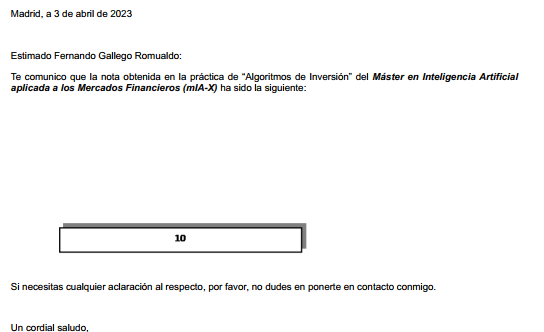 Madrid, a 3 de abril de 2023
Estimado Fernando Gallego Romualdo:
Te comunico que la nota obtenida en la práctica de “Algoritmos de Inversión” del Máster en Inteligencia Artificial
aplicada a los Mercados Financieros (mIA-X) ha sido la siguiente:
10
Si necesitas cualquier aclaración al respecto, por favor, no dudes en ponerte en contacto conmigo.
Un cordial saludo,